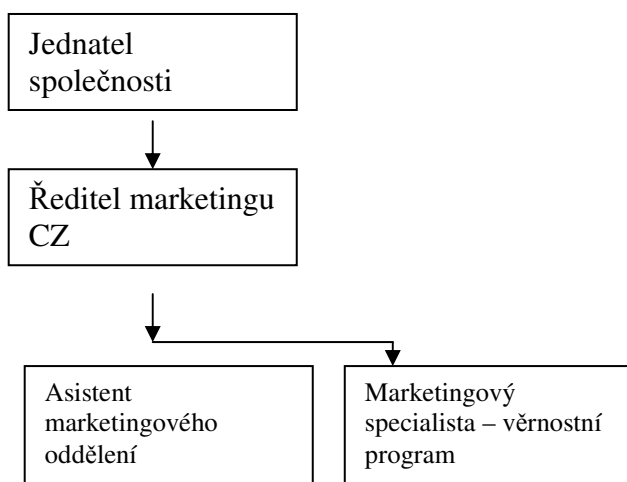 Jednatel
společnosti
Ředitel marketingu
CZ
Asistent
marketingového
oddělení
Marketingový
specialista – věrnostní
program